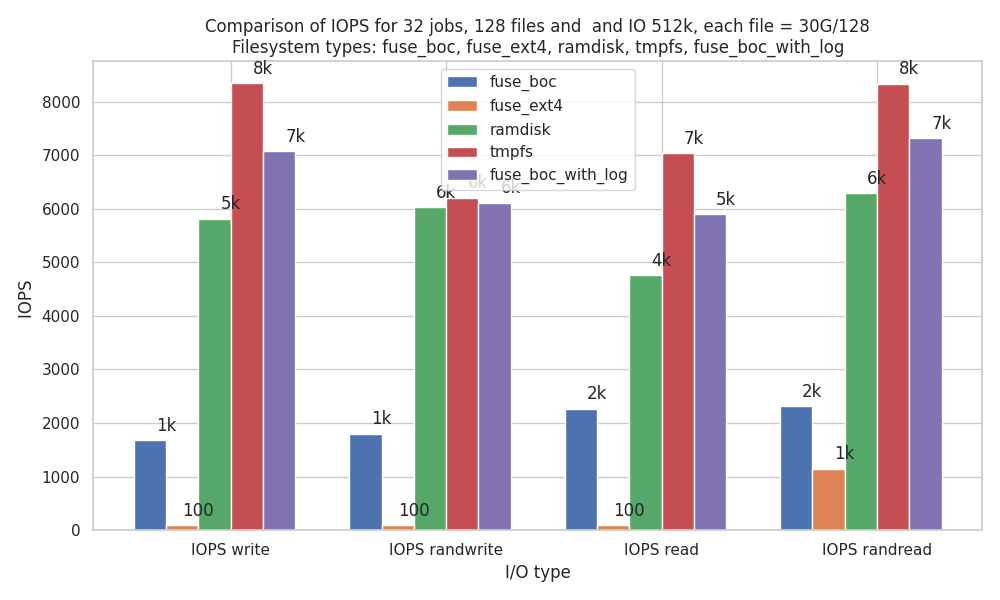 Comparison of IOPS for 32 jobs, 128 files and  and IO 512k, each file = 30G/128
Filesystem types: fuse_boc, fuse_ext4, ramdisk, tmpfs, fuse_boc_with_log
IOPS
8000
7000
6000
5000
4000
3000
2000
1000
0
fuse_boc
fuse_ext4
ramdisk
tmpfs
fuse_boc_with_log
1k
100
5k
8k
7k
1k
100
6k
6k
6k
2k
100
4k
7k
5k
2k
1k
6k
8k
7k
IOPS write
IOPS randwrite
IOPS read
IOPS randread
I/O type